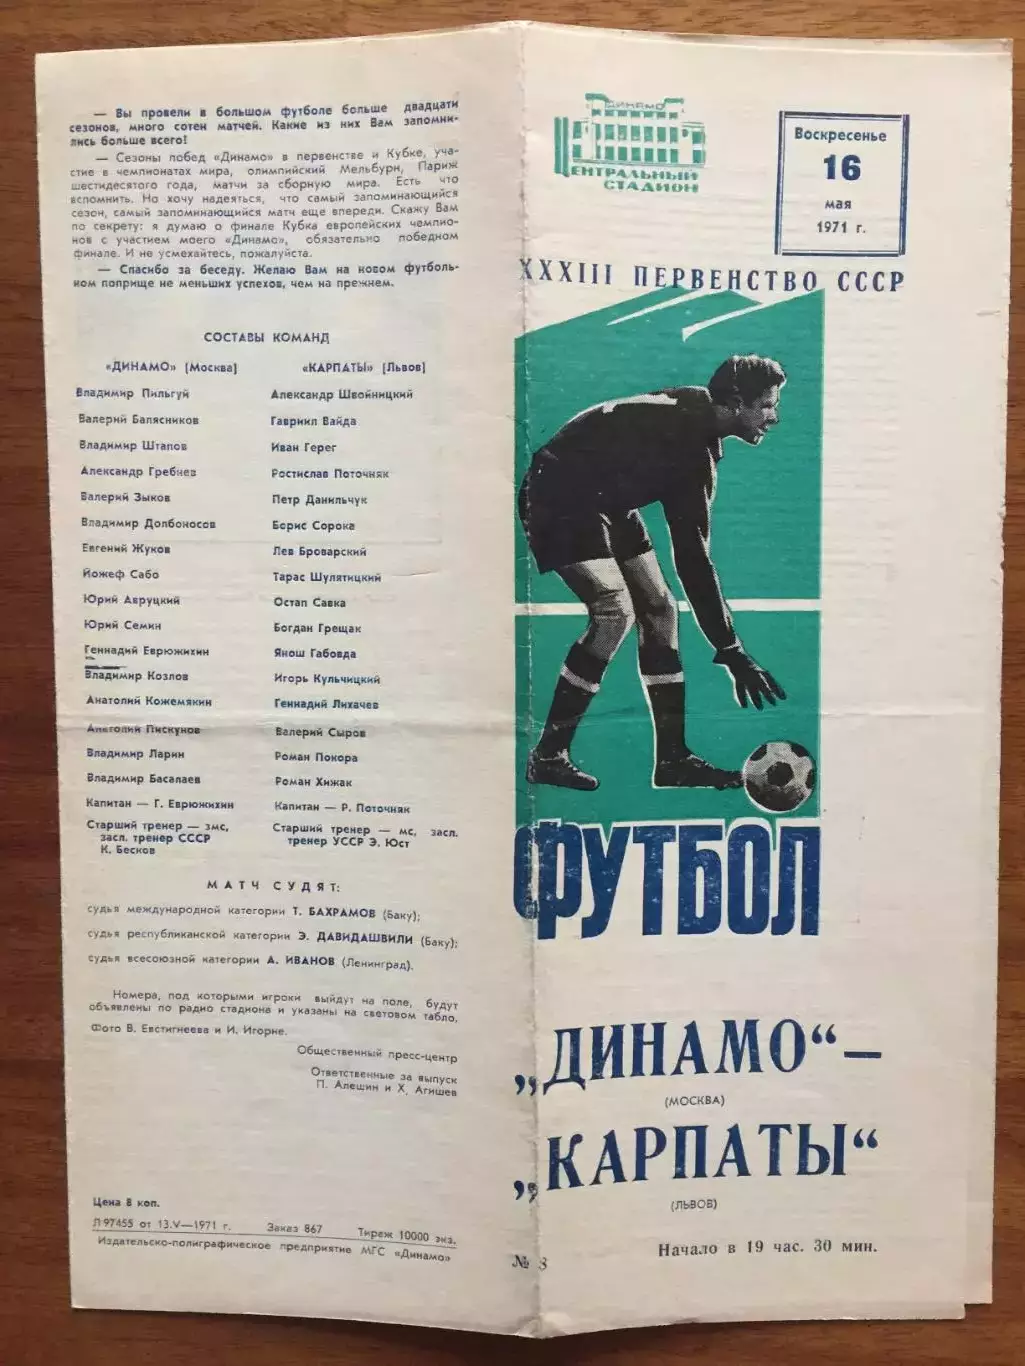 — Вы провели в большом футболе больше двадцати
сезонов, много сотен матчей. Какие из них Вам запомни-
лись больше всего!
— Сезоны побед «Динамо» в первенстве и Кубке, уча-
стие в чемпионатах мира, олимпийский Мельбурн, Париж
шестидесятого года, матчи за сборную мира. Есть что
вспомнить. Но хочу надеяться, что самый запоминающийся
сезон, самый запоминающийся матч еще впереди. Скажу Вам
по секрету: я думаю о финале Кубка европейских чемпио-
нов с участием моего «Динамо», обязательно победном
финале. И не усмехайтесь, пожалуйста.
— Спасибо за беседу. Желаю Вам на новом футболь-
ном поприще не меньших успехов, чем на прежнем.
СОСТАВЫ КОМАНД
«ДИНАМО» [Москва]
Владимир Пильгуй
Валерий Балясников
Владимир Штапов
Александр Гребнев
Валерий Зыков
Владимир Долбоносов
Евгений Жуков
Йожеф Сабо
Юрий Авруцкий
Юрий Семин
Геннадий Еврюжихин
Владимир Козлов
Анатолий Кожемякин
Анатолий Пискунов
Владимир Ларин
Владимир Басалаев
Капитан — Г. Еврюжихин
Старший тренер — змс,
засл. тренер СССР
К. Бесков
«КАРПАТЫ» [Львов]
Александр Швойницкий
Гавриил Вайда
Иван Герег
Ростислав Поточняк
Петр Данильчук
Борис Сорока
Лев Броварский
Тарас Шулятицкий
Остап Савка
Богдан Грещак
Янош Габовда
Игорь Кульчицкий
Геннадий Лихачев
Валерий Сыров
Роман Покора
Роман Хижак
Капитан — Р. Поточняк
Старший тренер — мс, засл.
тренер УССР Э. Юст
МАТЧ СУДЯТ:
судья международной категории Т. БАХРАМОВ (Баку);
судья республиканской категории Э. ДАВИДАШВИЛИ (Баку);
судья всесоюзной категории А. ИВАНОВ (Ленинград).
Номера, под которыми игроки выйдут на поле, будут
объявлены по радио стадиона и указаны на световом табло.
Фото В. Евстигнеева и И. Игорне.
Общественный пресс-центр
Ответственные за выпуск
П. Алешин и Х. Агишев
Цена 8 коп.
Л 97455 от 13.V—1971 г. Заказ 867 Тираж 10000 экз.
Издательско-полиграфическое предприятие МГС «Динамо»
ДИНАМО
ЦЕНТРАЛЬНЫЙ
СТАДИОН
Воскресенье
16
мая
1971 г.
XXXIII ПЕРВЕНСТВО СССР
ФУТБОЛ
„ДИНАМО“ —
(МОСКВА)
„КАРПАТЫ“
(ЛЬВОВ)
Начало в 19 час. 30 мин.
№ 8